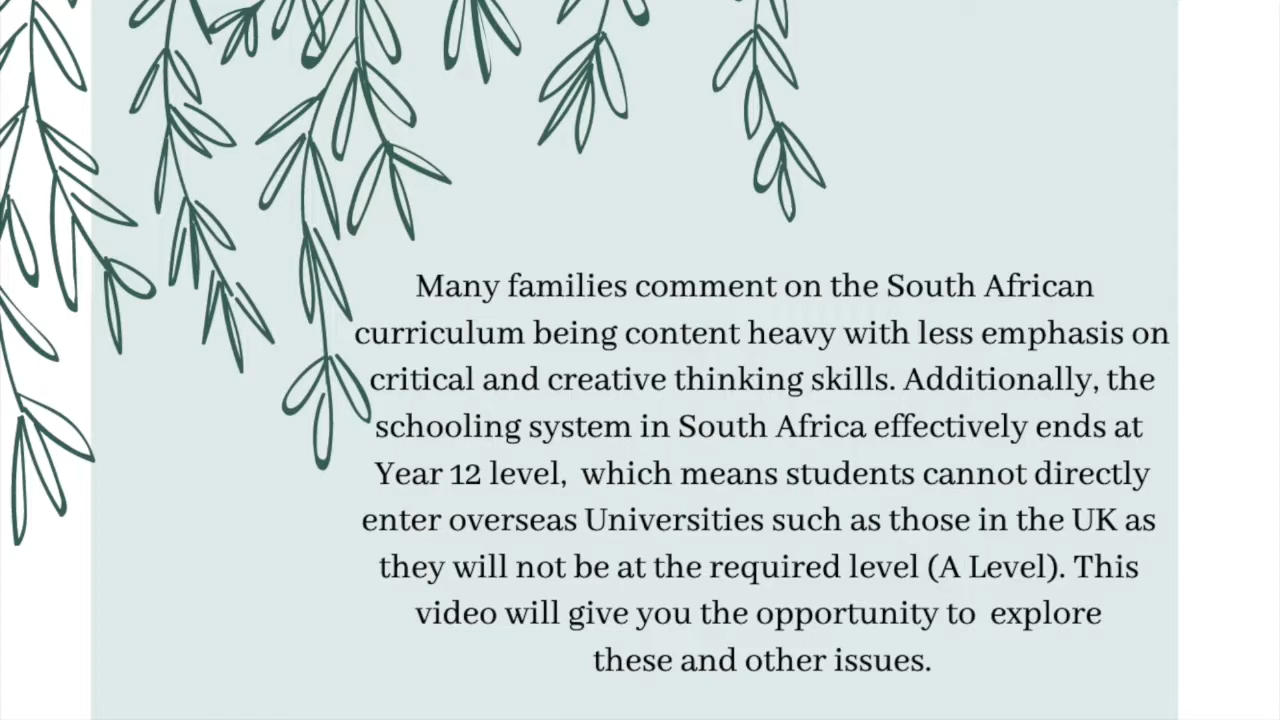 Many families comment on the South African
curriculum being content heavy with less emphasis on
critical and creative thinking skills. Additionally, the
schooling system in South Africa effectively ends at
Year 12 level, which means students cannot directly
enter overseas Universities such as those in the UK as
they will not be at the required level (A Level). This
video will give you the opportunity to explore
these and other issues.